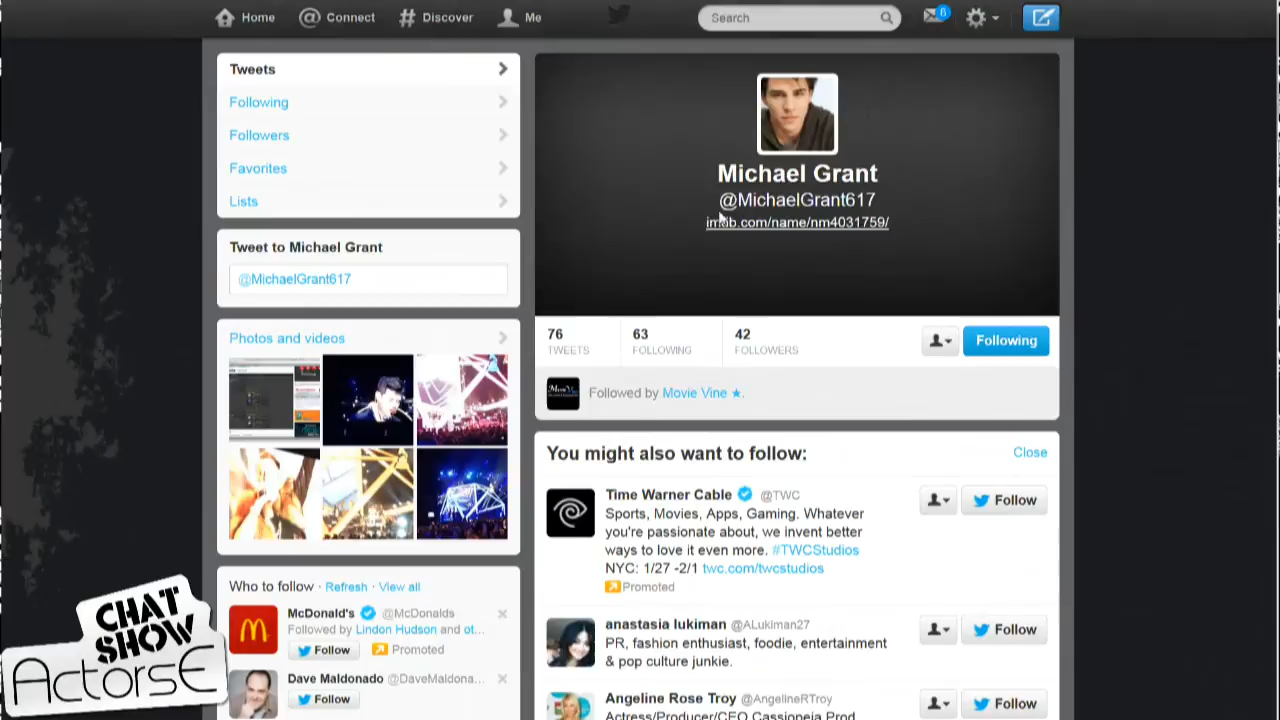 Home
Connect
Discover
Me
Search
6
Tweets
Following
Followers
Favorites
Lists
Tweet to Michael Grant
@MichaelGrant617
Photos and videos
Who to follow · Refresh · View all
McDonald's @McDonalds
Followed by Lindon Hudson and ot...
Follow Promoted
Dave Maldonado @DaveMaldona...
Follow
Michael Grant
@MichaelGrant617
imdb.com/name/nm4031759/
76 63 42
TWEETS FOLLOWING FOLLOWERS
Following
Followed by Movie Vine ★.
You might also want to follow: Close
Time Warner Cable @TWC
Sports, Movies, Apps, Gaming. Whatever
you're passionate about, we invent better
ways to love it even more. #TWCStudios
NYC: 1/27 -2/1 twc.com/twcstudios
Promoted
Follow
anastasia lukiman @ALukiman27
PR, fashion enthusiast, foodie, entertainment
& pop culture junkie.
Follow
Angeline Rose Troy @AngelineRTroy
Actress/Producer/CEO Cassiopeia Prod
Follow
CHAT
SHOW
ActorsE